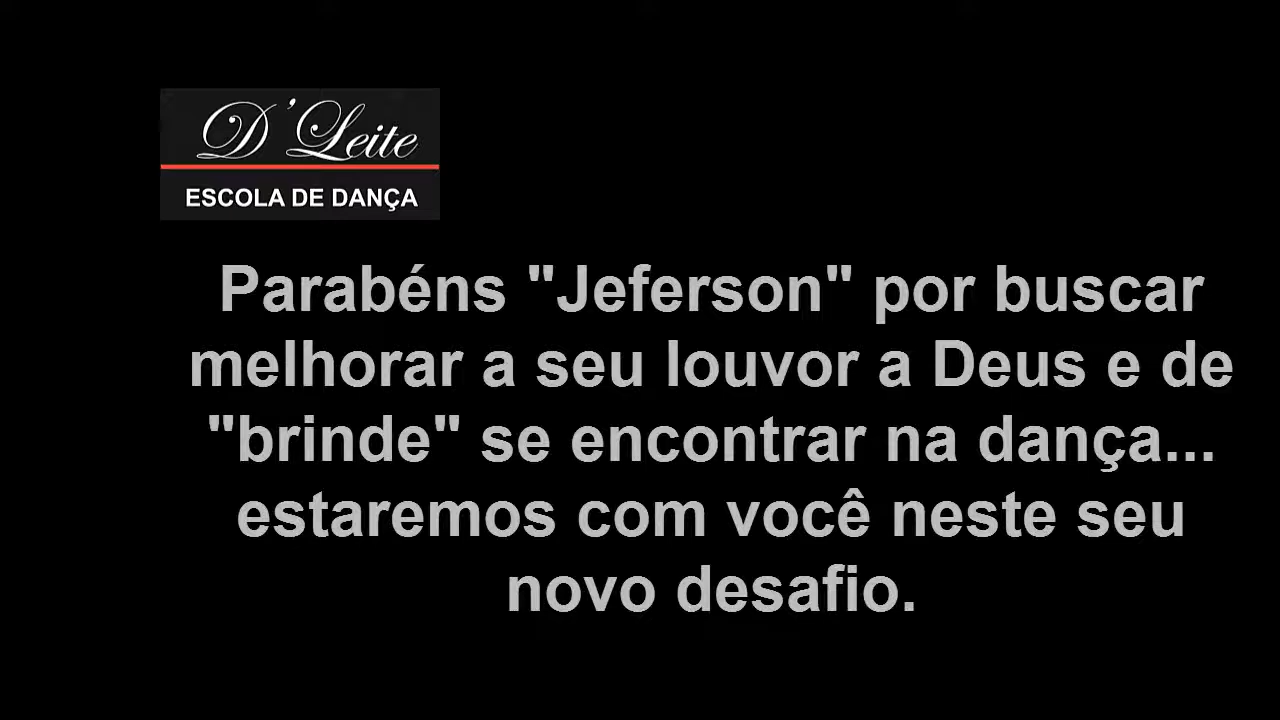 D'Leite
ESCOLA DE DANÇA
Parabéns "Jeferson" por buscar
melhorar a seu louvor a Deus e de
"brinde" se encontrar na dança...
estaremos com você neste seu
novo desafio.